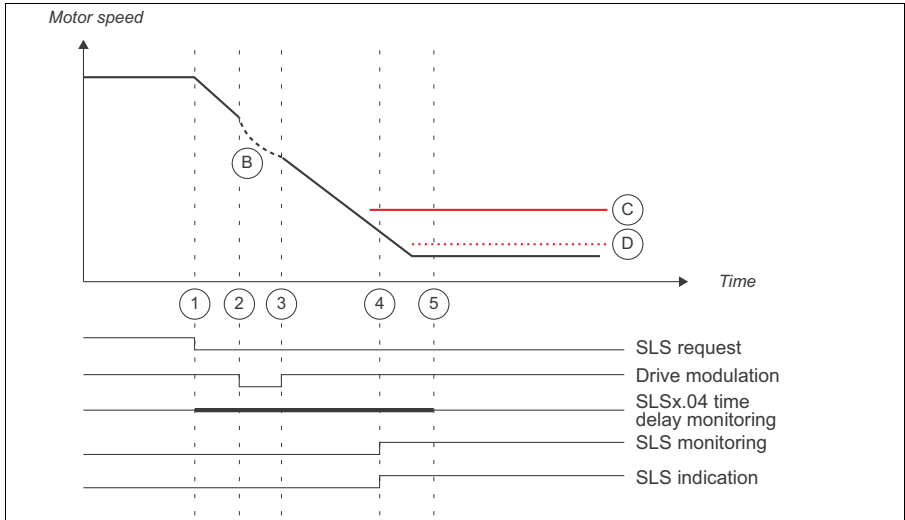 Motor speed
B
C
D
Time
1 2 3 4 5
SLS request
Drive modulation
SLSx.04 time
delay monitoring
SLS monitoring
SLS indication